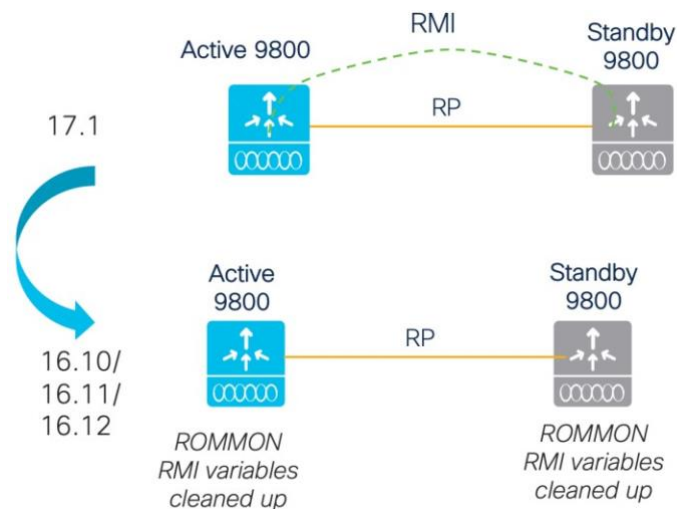 RMI
Active 9800
Standby
9800
17.1
RP
Active
9800
Standby
9800
RP
16.10/
16.11/
16.12
ROMMON
RMI variables
cleaned up
ROMMON
RMI variables
cleaned up